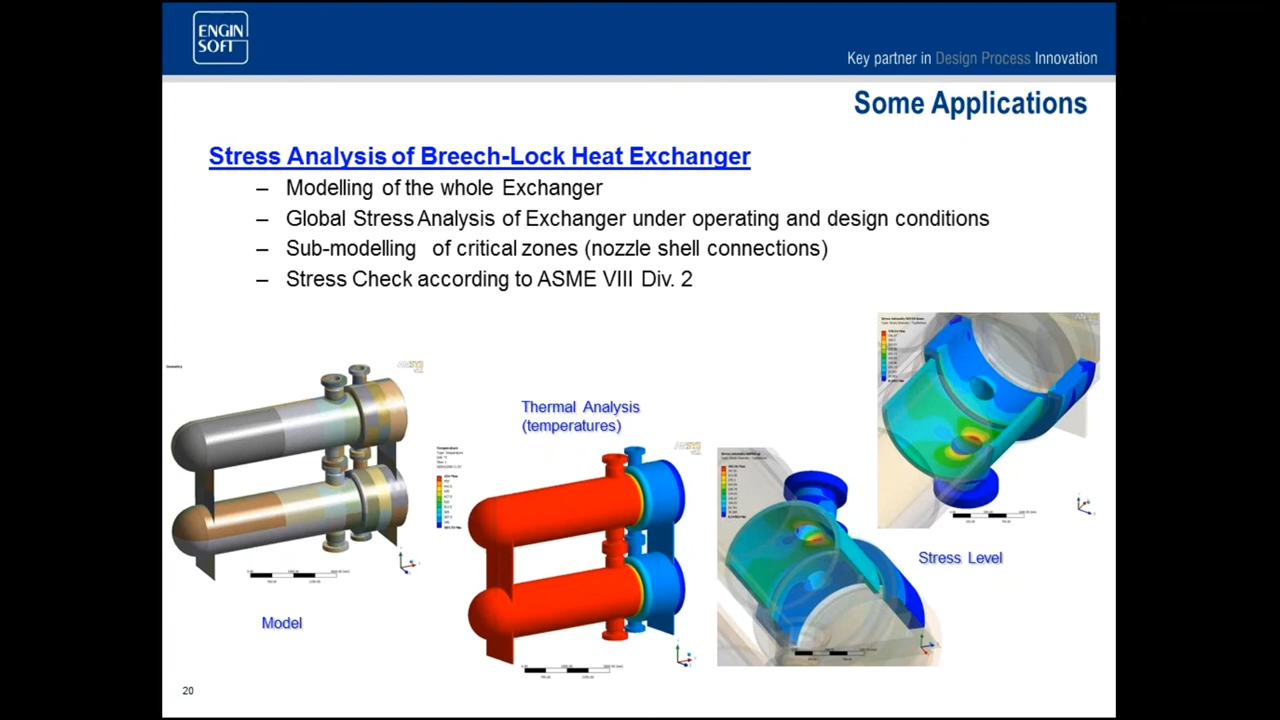 ENGIN
SOFT
Key partner in Design Process Innovation
Some Applications
Stress Analysis of Breech-Lock Heat Exchanger
– Modelling of the whole Exchanger
– Global Stress Analysis of Exchanger under operating and design conditions
– Sub-modelling of critical zones (nozzle shell connections)
– Stress Check according to ASME VIII Div. 2
Thermal Analysis
(temperatures)
Stress Level
Model
20